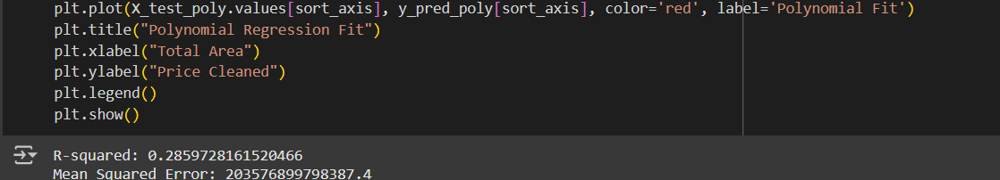 plt.plot(X_test_poly.values[sort_axis], y_pred_poly[sort_axis], color='red', label='Polynomial Fit')
plt.title("Polynomial Regression Fit")
plt.xlabel("Total Area")
plt.ylabel("Price Cleaned")
plt.legend()
plt.show()
R-squared: 0.2859728161520466
Mean Squared Error: 203576899798387.4